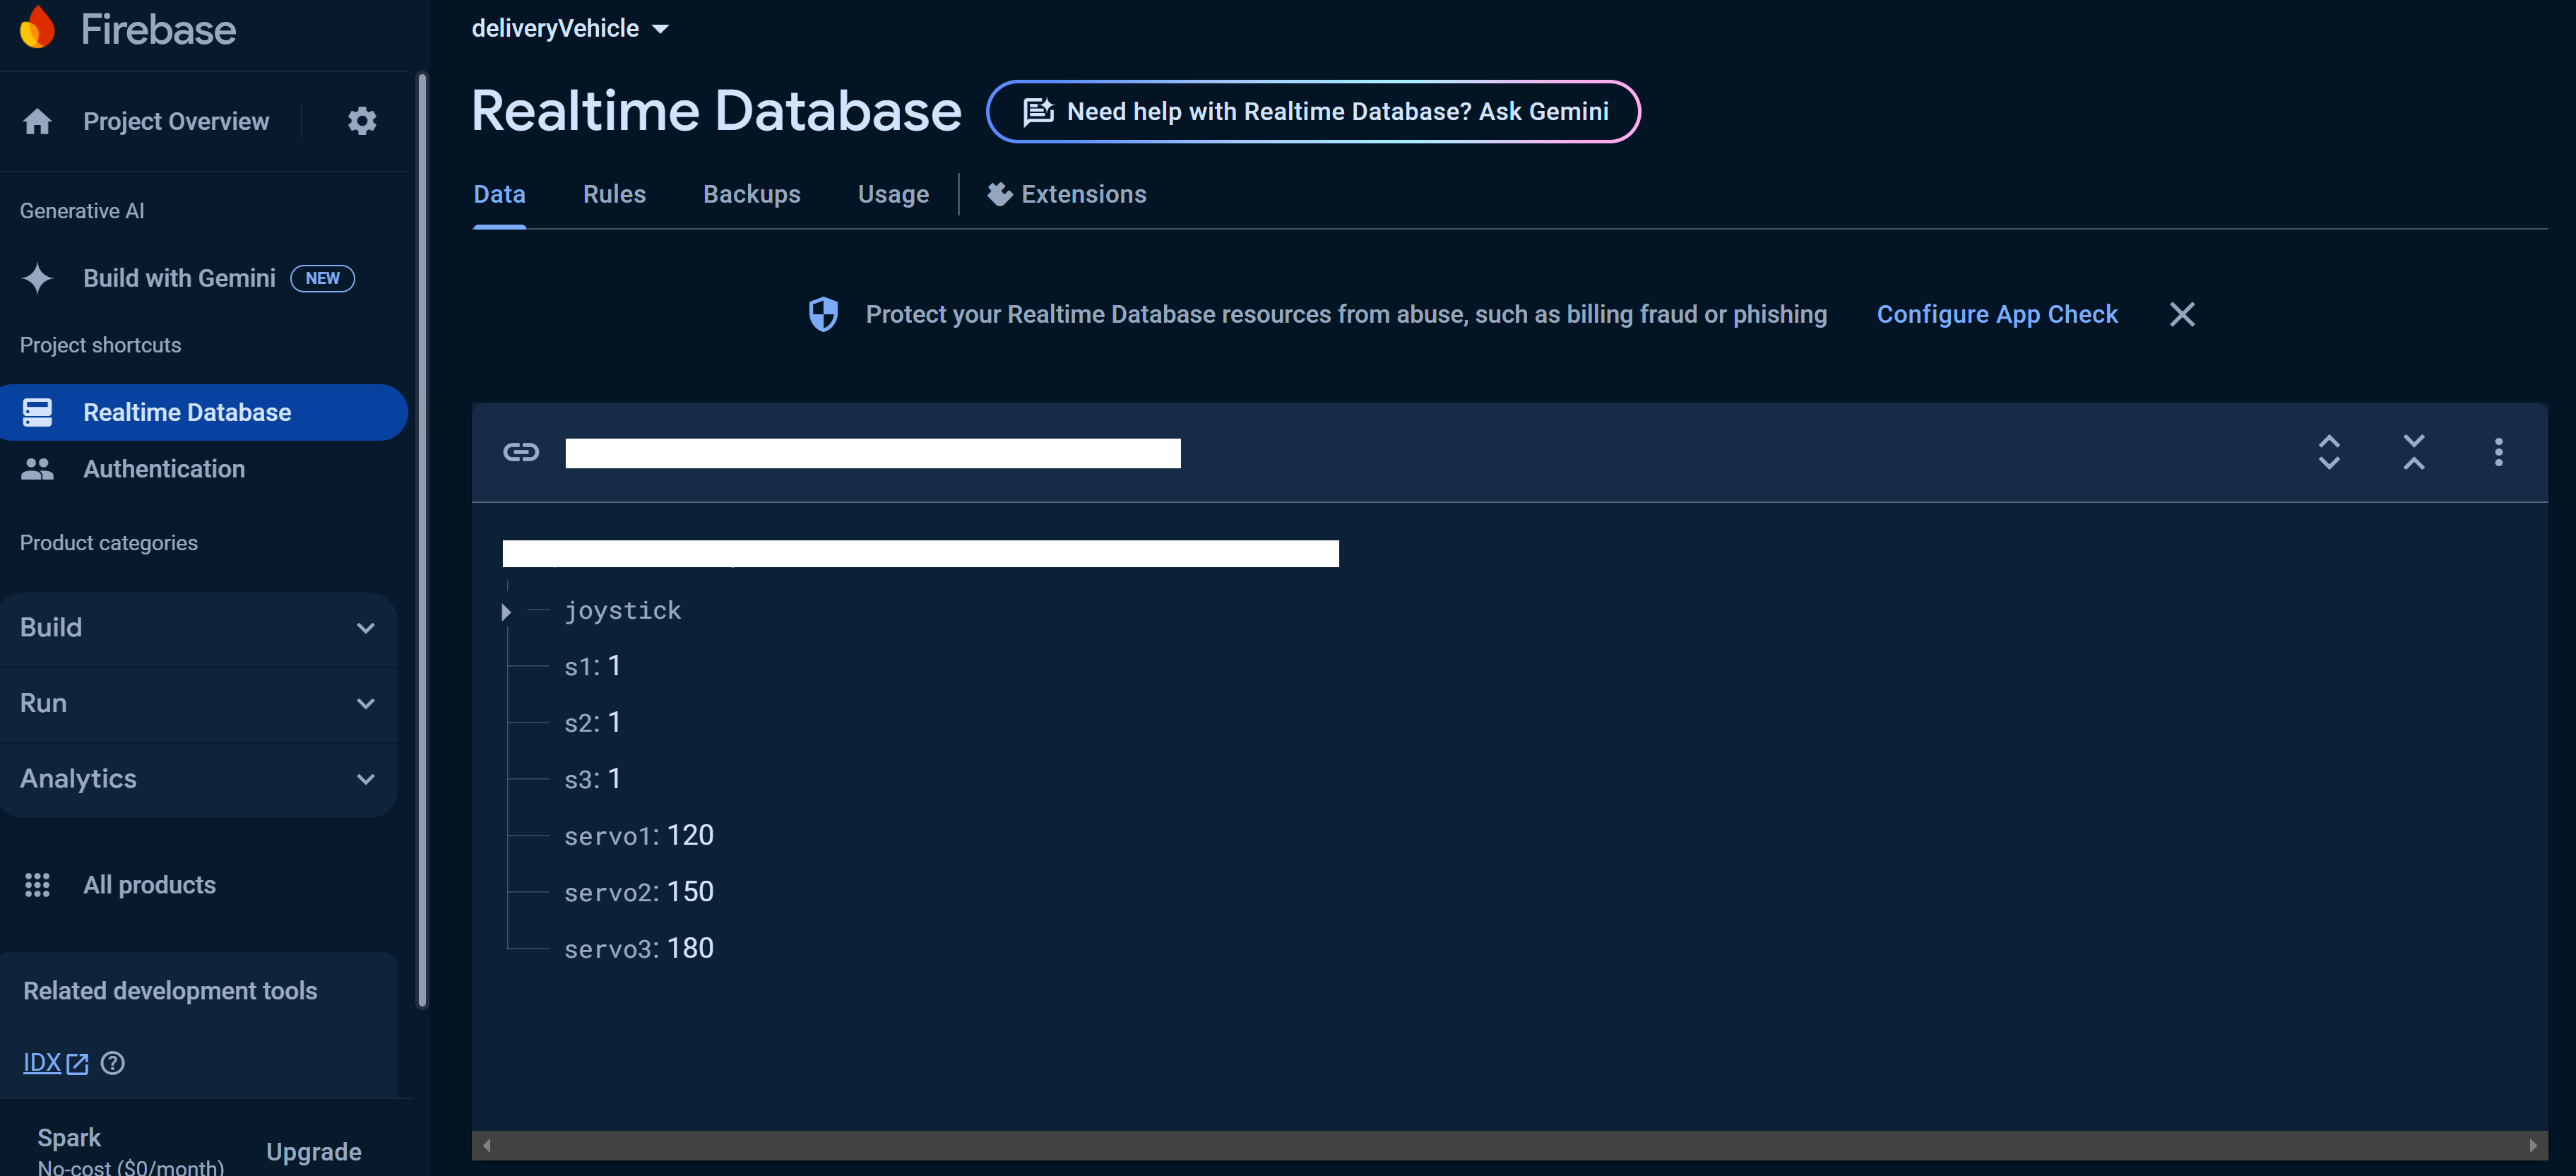 Firebase
Project Overview
Generative AI
Build with Gemini NEW
Project shortcuts
Realtime Database
Authentication
Product categories
Build
Run
Analytics
All products
Related development tools
IDX
Spark
No-cost ($0/month)
Upgrade
deliveryVehicle
Realtime Database
Need help with Realtime Database? Ask Gemini
Data Rules Backups Usage Extensions
Protect your Realtime Database resources from abuse, such as billing fraud or phishing Configure App Check
joystick
s1: 1
s2: 1
s3: 1
servo1: 120
servo2: 150
servo3: 180